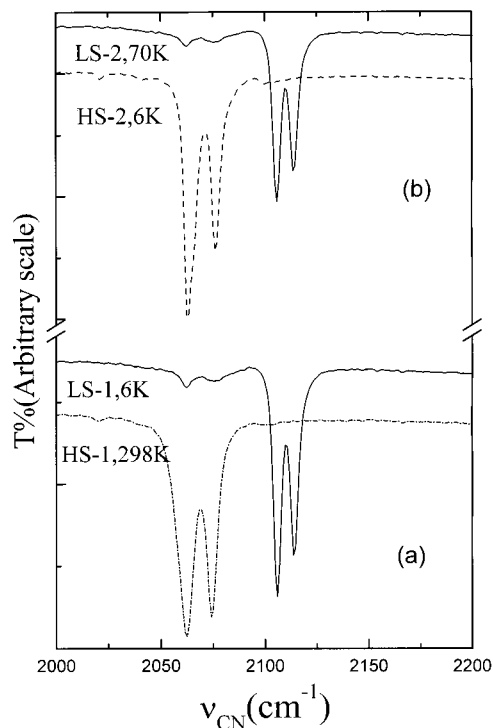 LS-2,70K
HS-2,6K
(b)
T%(Arbitrary scale)
LS-1,6K
HS-1,298K
(a)
2000 2050 2100 2150 2200
νCN(cm-1)